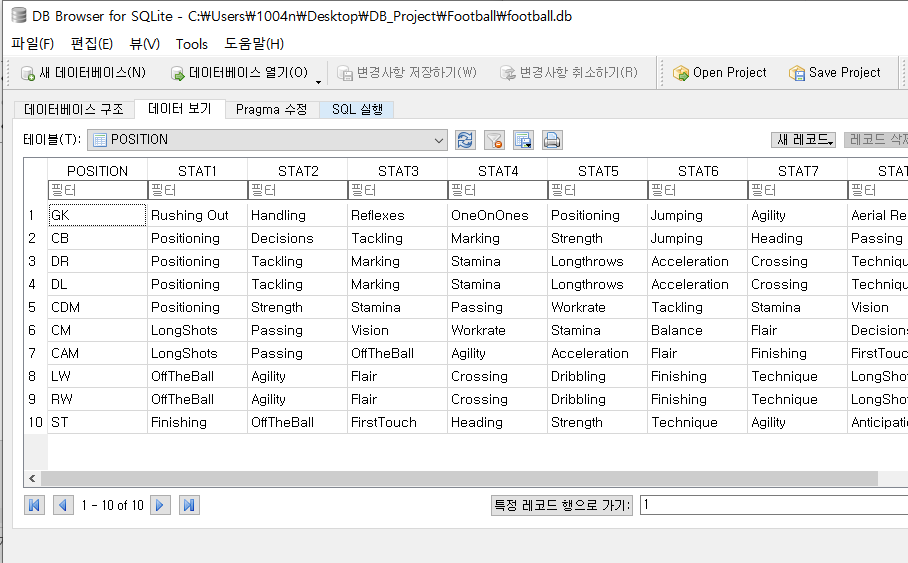 DB Browser for SQLite - C:₩Users₩1004n₩Desktop₩DB_Project₩Football₩football.db
파일(F) 편집(E) 뷰(V) Tools 도움말(H)
새 데이터베이스(N) 데이터베이스 열기(O) 변경사항 저장하기(W) 변경사항 취소하기(R) Open Project Save Project
데이터베이스 구조 데이터 보기 Pragma 수정 SQL 실행
테이블(T): POSITION 새 레코드 레코드 삭제
POSITION STAT1 STAT2 STAT3 STAT4 STAT5 STAT6 STAT7 STAT
필터 필터 필터 필터 필터 필터 필터 필터 필터
1 GK Rushing Out Handling Reflexes OneOnOnes Positioning Jumping Agility Aerial Re
2 CB Positioning Decisions Tackling Marking Strength Jumping Heading Passing
3 DR Positioning Tackling Marking Stamina Longthrows Acceleration Crossing Techniqu
4 DL Positioning Tackling Marking Stamina Longthrows Acceleration Crossing Techniqu
5 CDM Positioning Strength Stamina Passing Workrate Tackling Stamina Vision
6 CM LongShots Passing Vision Workrate Stamina Balance Flair Decision
7 CAM LongShots Passing OffTheBall Agility Acceleration Flair Finishing FirstTouc
8 LW OffTheBall Agility Flair Crossing Dribbling Finishing Technique LongSho
9 RW OffTheBall Agility Flair Crossing Dribbling Finishing Technique LongSho
10 ST Finishing OffTheBall FirstTouch Heading Strength Technique Agility Anticipati
1 - 10 of 10 특정 레코드 행으로 가기: 1